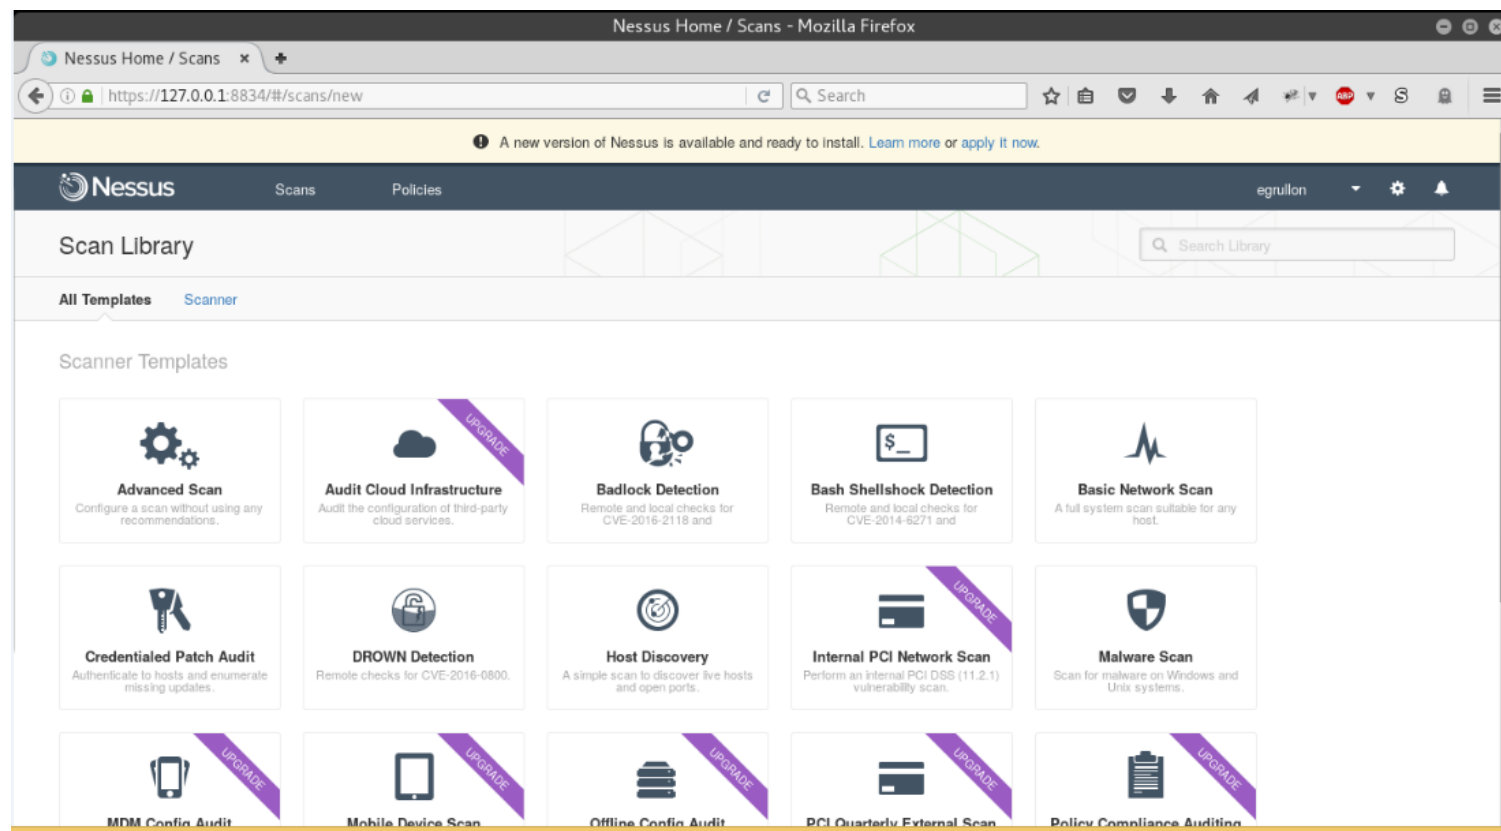 Nessus Home / Scans - Mozilla Firefox
Nessus Home / Scans
https://127.0.0.1:8834/#/scans/new
Search
ABP
S
A new version of Nessus is available and ready to install. Learn more or apply it now.
Nessus
Scans
Policies
egrullon
Scan Library
Search Library
All Templates
Scanner
Scanner Templates
UPGRADE
$_
Advanced Scan
Configure a scan without using any
recommendations.
Audit Cloud Infrastructure
Audit the configuration of third-party
cloud services.
Badlock Detection
Remote and local checks for
CVE-2016-2118 and
Bash Shellshock Detection
Remote and local checks for
CVE-2014-6271 and
Basic Network Scan
A full system scan suitable for any
host.
UPGRADE
Credentialed Patch Audit
Authenticate to hosts and enumerate
missing updates.
DROWN Detection
Remote checks for CVE-2016-0800.
Host Discovery
A simple scan to discover live hosts
and open ports.
Internal PCI Network Scan
Perform an internal PCI DSS (11.2.1)
vulnerability scan.
Malware Scan
Scan for malware on Windows and
Unix systems.
UPGRADE
UPGRADE
UPGRADE
UPGRADE
UPGRADE
MDM Config Audit
Mobile Device Scan
Offline Config Audit
PCI Quarterly External Scan
Policy Compliance Auditing